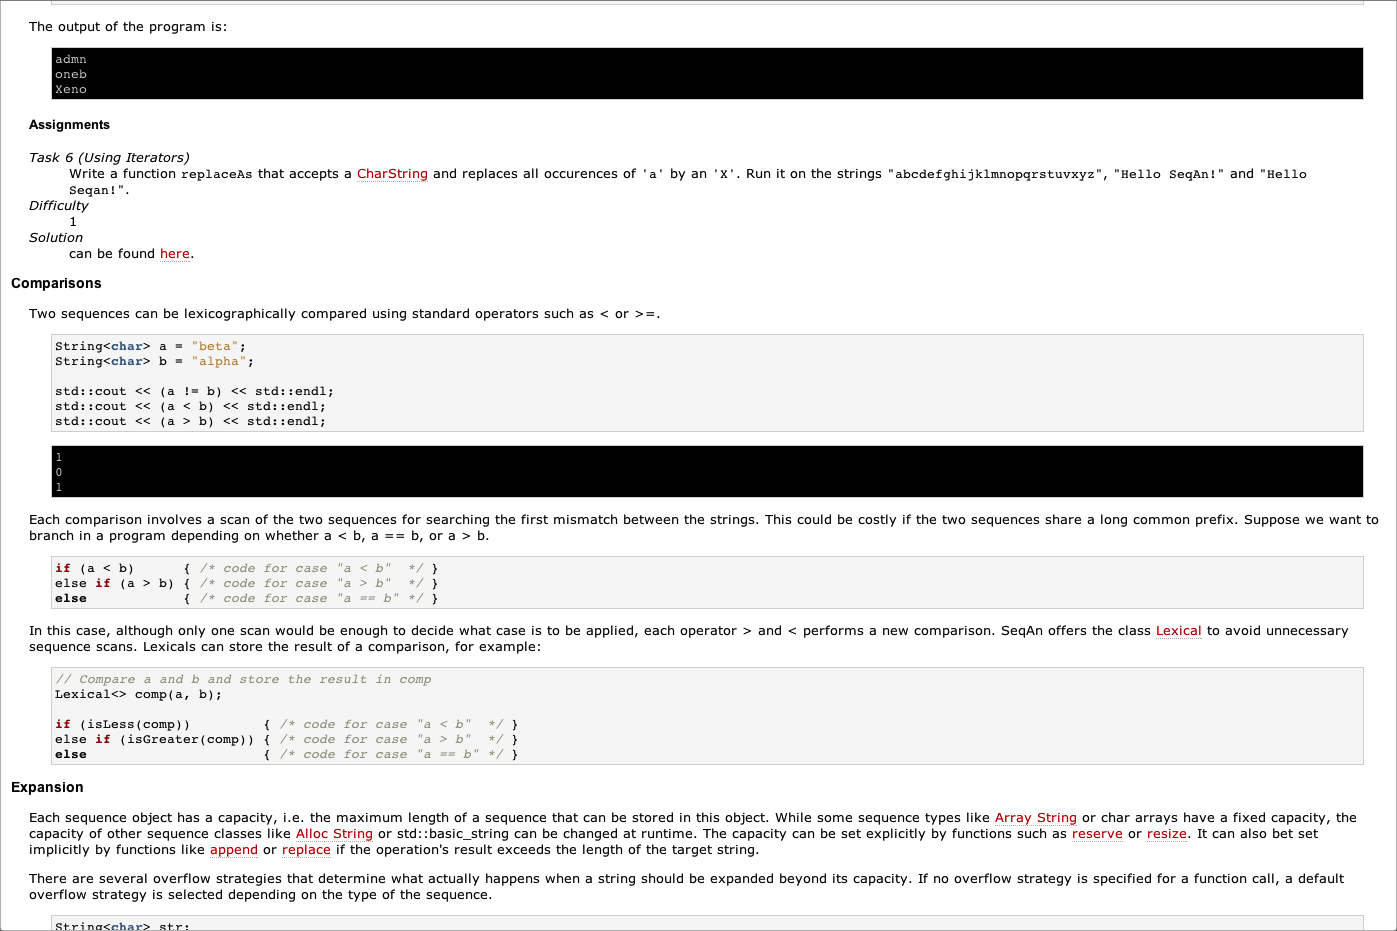 The output of the program is:
admn
oneb
Xeno
Assignments
Task 6 (Using Iterators)
Write a function replaceAs that accepts a CharString and replaces all occurences of 'a' by an 'X'. Run it on the strings "abcdefghijklmnopqrstuvxyz", "Hello SeqAn!" and "Hello
Seqan!".
Difficulty
1
Solution
can be found here.
Comparisons
Two sequences can be lexicographically compared using standard operators such as < or >=.
String<char> a = "beta";
String<char> b = "alpha";
std::cout << (a != b) << std::endl;
std::cout << (a < b) << std::endl;
std::cout << (a > b) << std::endl;
1
0
1
Each comparison involves a scan of the two sequences for searching the first mismatch between the strings. This could be costly if the two sequences share a long common prefix. Suppose we want to
branch in a program depending on whether a < b, a == b, or a > b.
if (a < b)      { /* code for case "a < b"  */ }
else if (a > b) { /* code for case "a > b"  */ }
else            { /* code for case "a == b" */ }
In this case, although only one scan would be enough to decide what case is to be applied, each operator > and < performs a new comparison. SeqAn offers the class Lexical to avoid unnecessary
sequence scans. Lexicals can store the result of a comparison, for example:
// Compare a and b and store the result in comp
Lexical<> comp(a, b);
if (isLess(comp))         { /* code for case "a < b"  */ }
else if (isGreater(comp)) { /* code for case "a > b"  */ }
else                      { /* code for case "a == b" */ }
Expansion
Each sequence object has a capacity, i.e. the maximum length of a sequence that can be stored in this object. While some sequence types like Array String or char arrays have a fixed capacity, the
capacity of other sequence classes like Alloc String or std::basic_string can be changed at runtime. The capacity can be set explicitly by functions such as reserve or resize. It can also bet set
implicitly by functions like append or replace if the operation's result exceeds the length of the target string.
There are several overflow strategies that determine what actually happens when a string should be expanded beyond its capacity. If no overflow strategy is specified for a function call, a default
overflow strategy is selected depending on the type of the sequence.
String<char> str;